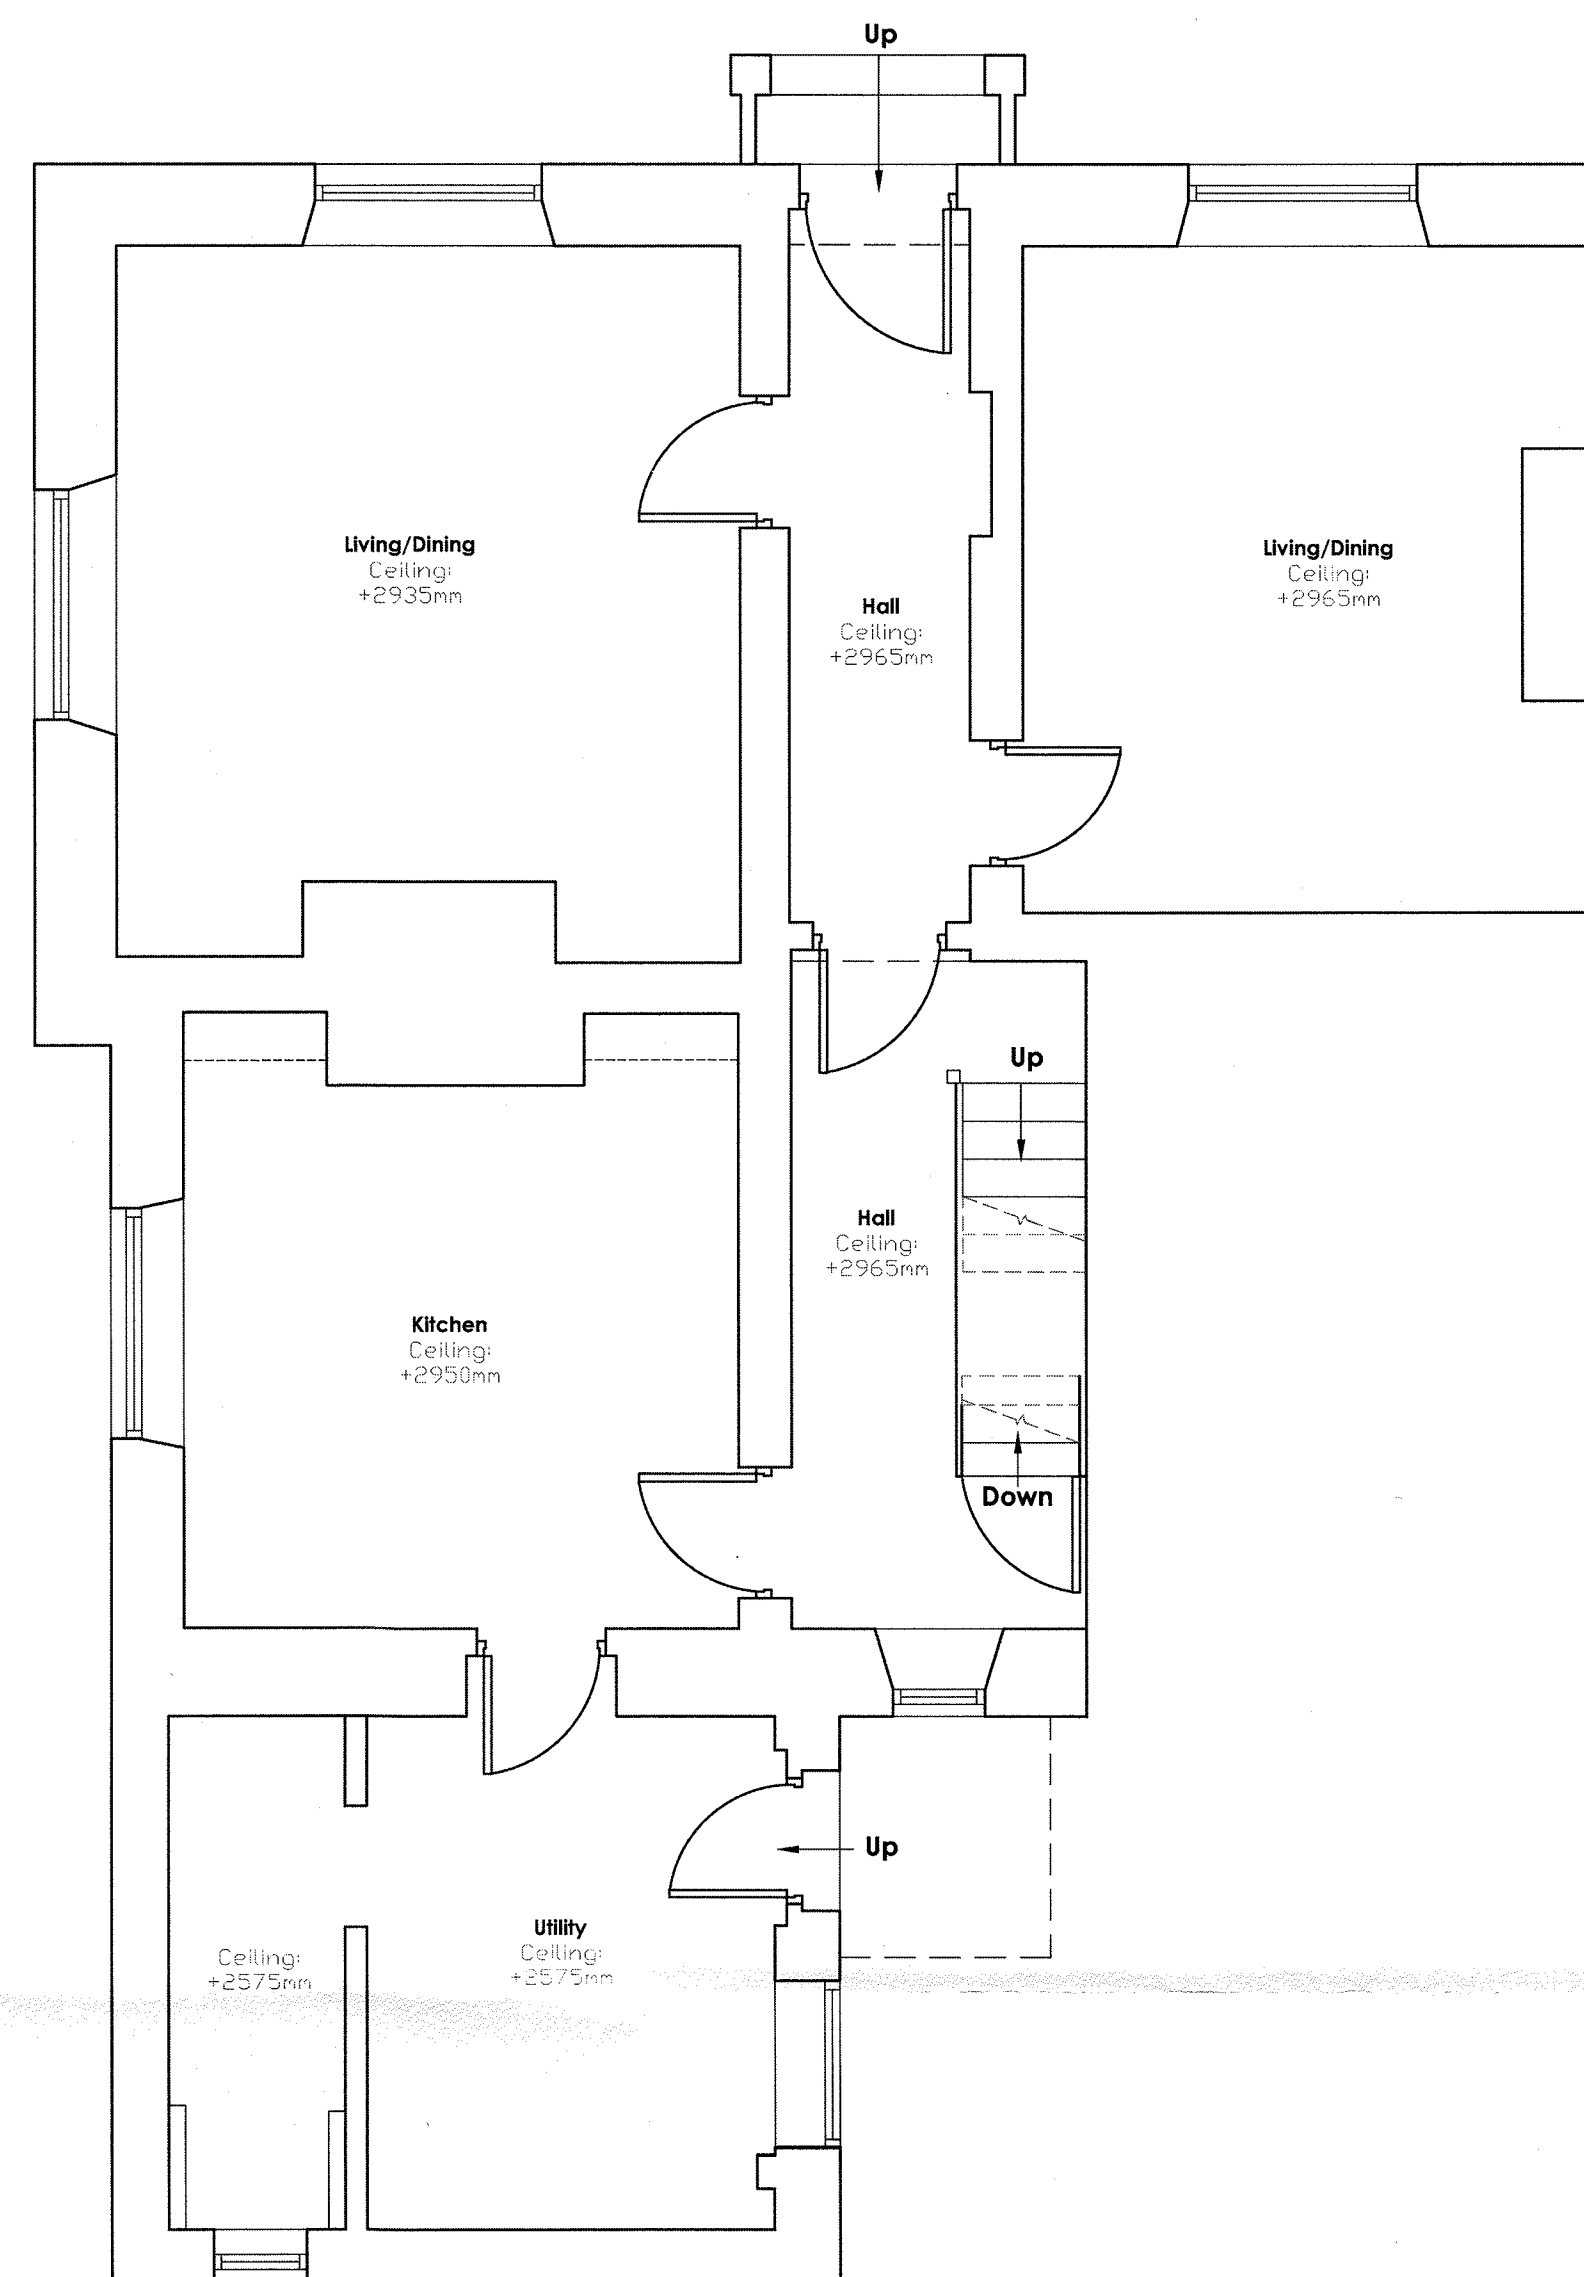 Up
Living/Dining
Ceiling:
+2935mm
Living/Dining
Ceiling:
+2965mm
Hall
Ceiling:
+2965mm
Up
Hall
Ceiling:
+2965mm
Kitchen
Ceiling:
+2950mm
Down
Up
Utility
Ceiling:
+2575mm
Ceiling:
+2575mm